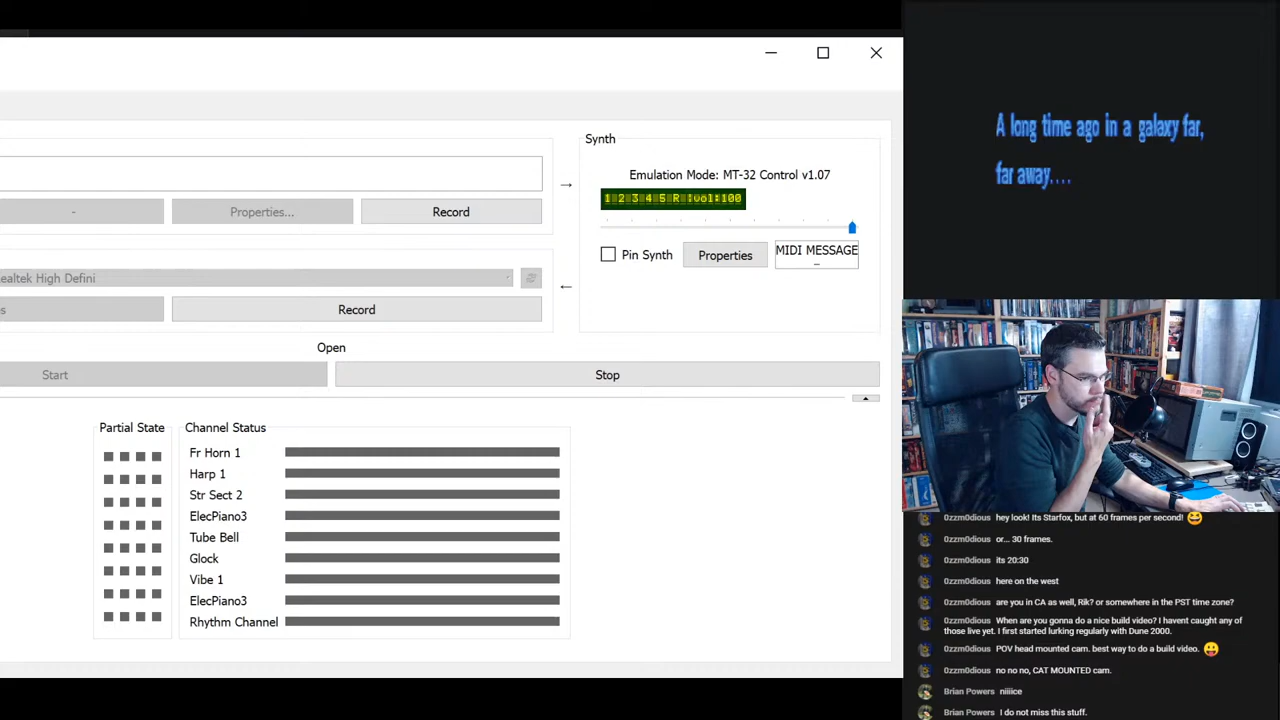 Synth
Emulation Mode: MT-32 Control v1.07
1 2 3 4 5 R |vol:100
- Properties... Record
Pin Synth Properties MIDI MESSAGE
→
ealtek High Defini
←
s Record
Open
Start Stop
Partial State Channel Status
Fr Horn 1
Harp 1
Str Sect 2
ElecPiano3
Tube Bell
Glock
Vibe 1
ElecPiano3
Rhythm Channel
A long time ago in a galaxy far,
far away....
0zzm0dious hey look! Its Starfox, but at 60 frames per second! 😆
0zzm0dious or... 30 frames.
0zzm0dious its 20:30
0zzm0dious here on the west
0zzm0dious are you in CA as well, Rik? or somewhere in the PST time zone?
0zzm0dious When are you gonna do a nice build video? I havent caught any of
those live yet. I first started lurking regularly with Dune 2000.
0zzm0dious POV head mounted cam. best way to do a build video. 😛
0zzm0dious no no no, CAT MOUNTED cam.
Brian Powers niiiice
Brian Powers I do not miss this stuff.